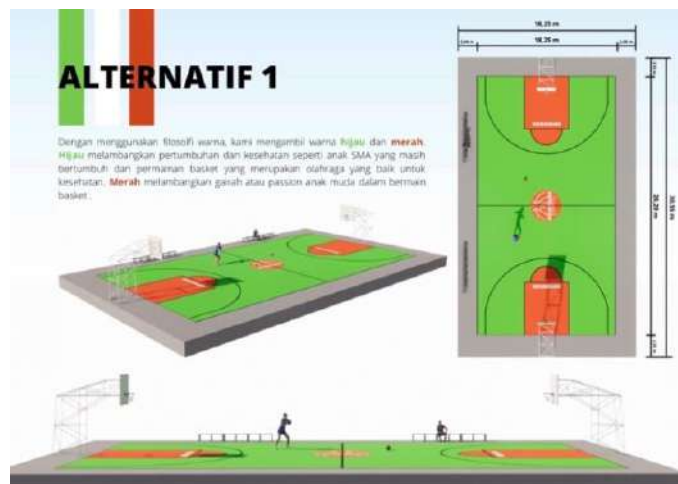 ALTERNATIF 1
Dengan menggunakan filosofi warna, kami mengambil warna hijau dan merah.
Hijau melambangkan pertumbuhan dan kesehatan seperti anak SMA yang masih
bertumbuh dan permainan basket yang merupakan olahraga yang baik untuk
kesehatan. Merah melambangkan gairah atau passion anak muda dalam bermain
basket.